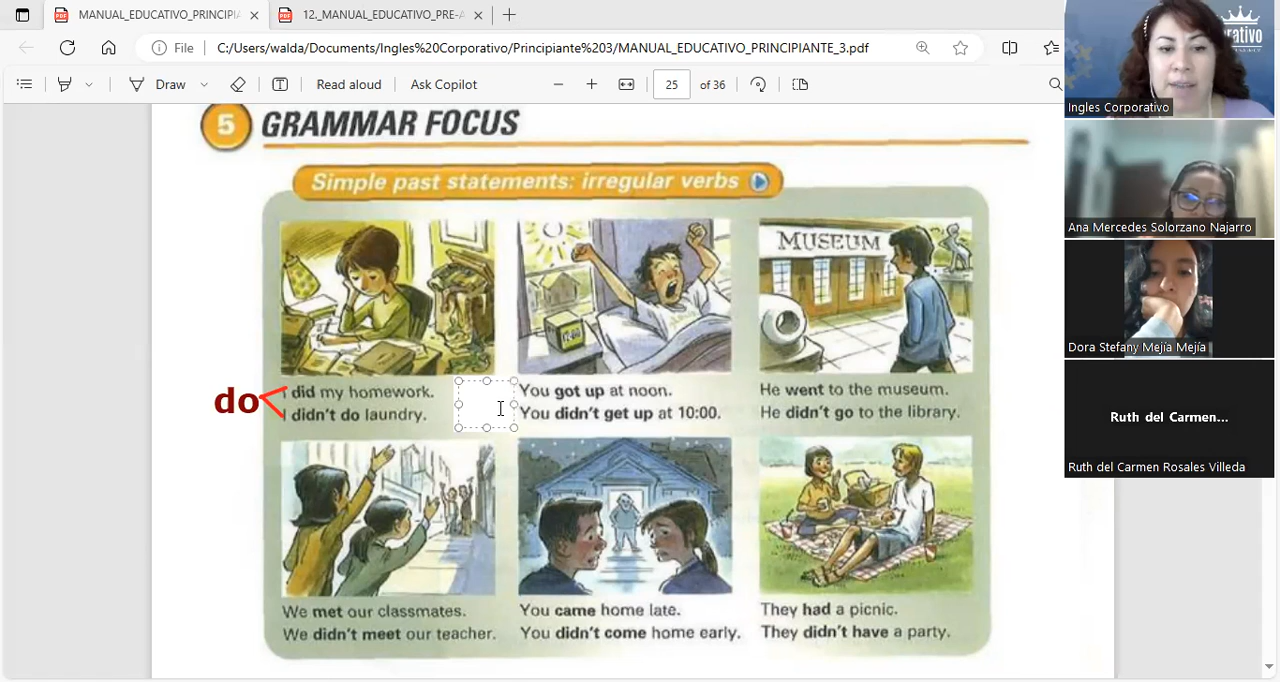 MANUAL_EDUCATIVO_PRINCIPIA
12._MANUAL_EDUCATIVO_PRE-A
File
C:/Users/walda/Documents/Ingles%20Corporativo/Principiante%203/MANUAL_EDUCATIVO_PRINCIPIANTE_3.pdf
Draw
Read aloud
Ask Copilot
25
of 36
5 GRAMMAR FOCUS
Simple past statements: irregular verbs
MUSEUM
do
I did my homework.
I didn't do laundry.
You got up at noon.
You didn't get up at 10:00.
He went to the museum.
He didn't go to the library.
We met our classmates.
We didn't meet our teacher.
You came home late.
You didn't come home early.
They had a picnic.
They didn't have a party.
Ingles Corporativo
Ana Mercedes Solorzano Najarro
Dora Stefany Mejía Mejía
Ruth del Carmen...
Ruth del Carmen Rosales Villeda